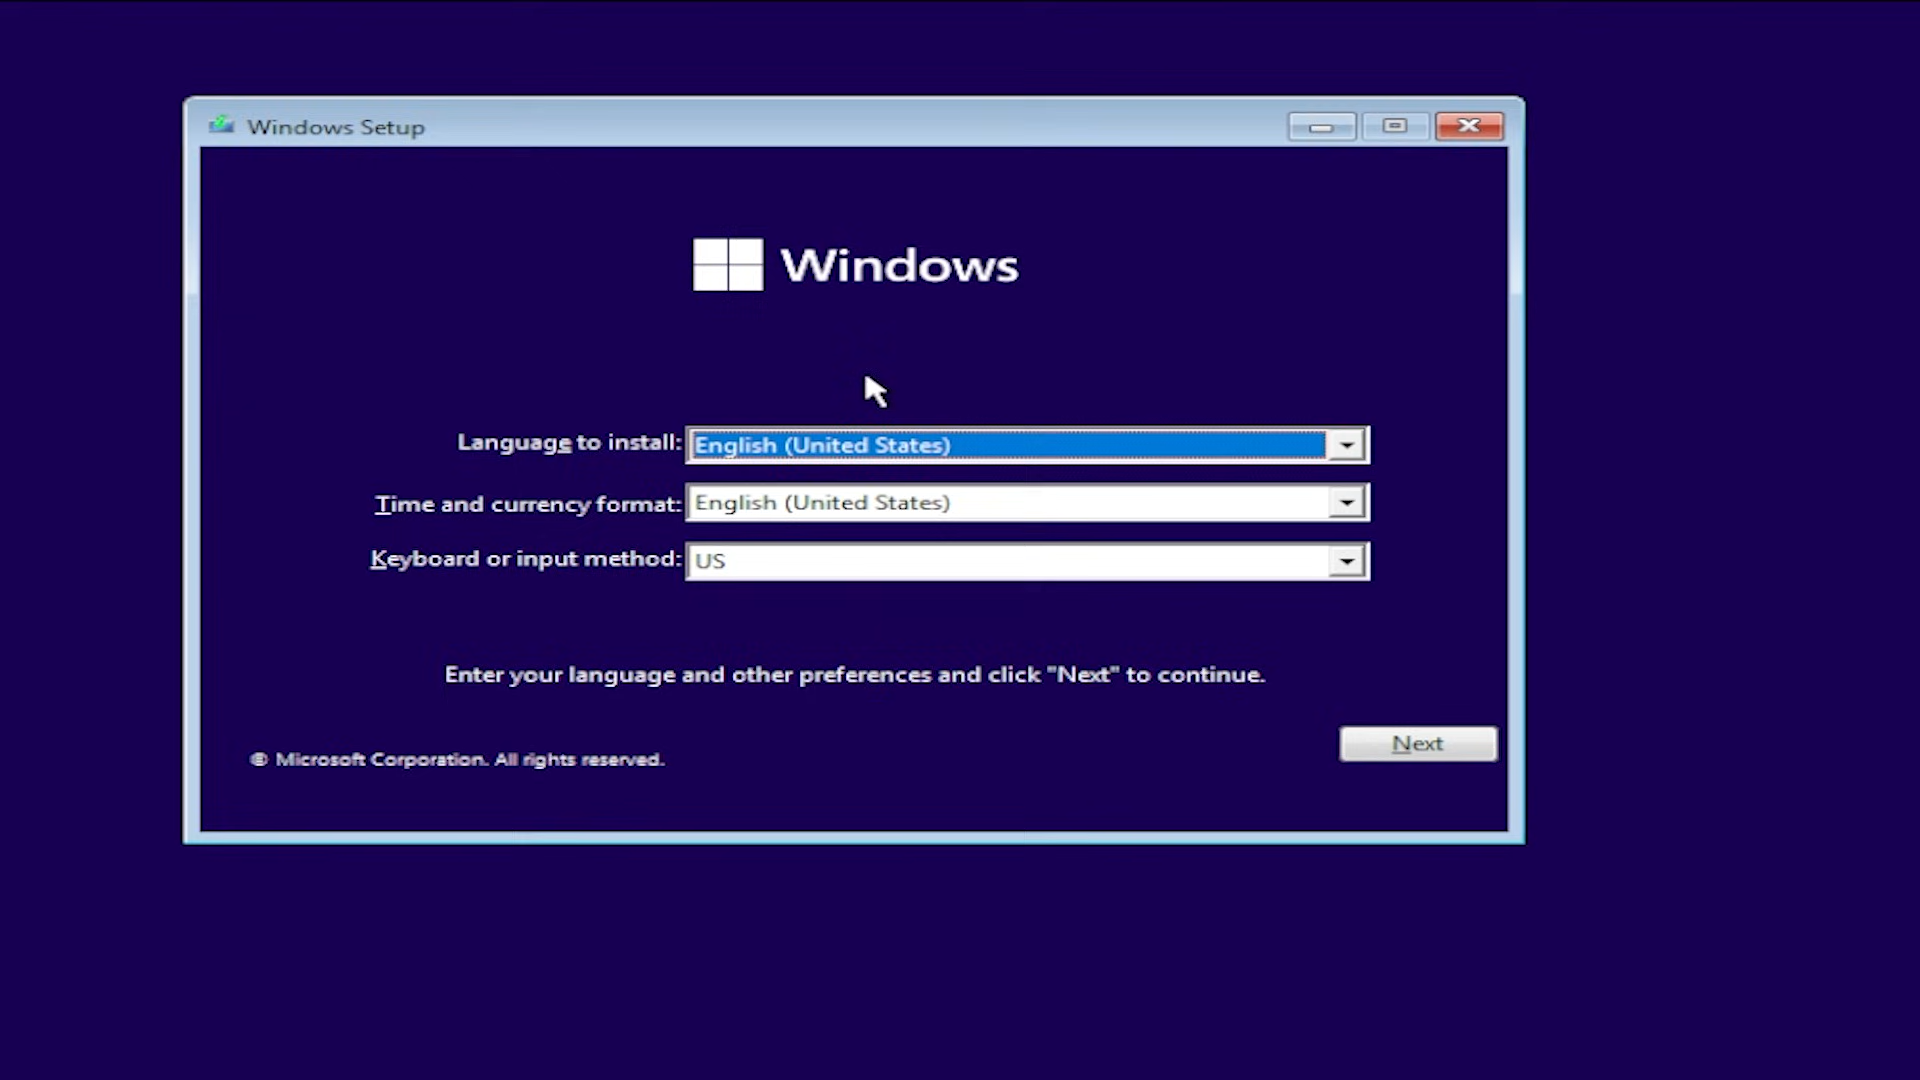 Windows Setup
Windows
Language to install: English (United States)
Time and currency format: English (United States)
Keyboard or input method: US
Enter your language and other preferences and click "Next" to continue.
Next
© Microsoft Corporation. All rights reserved.